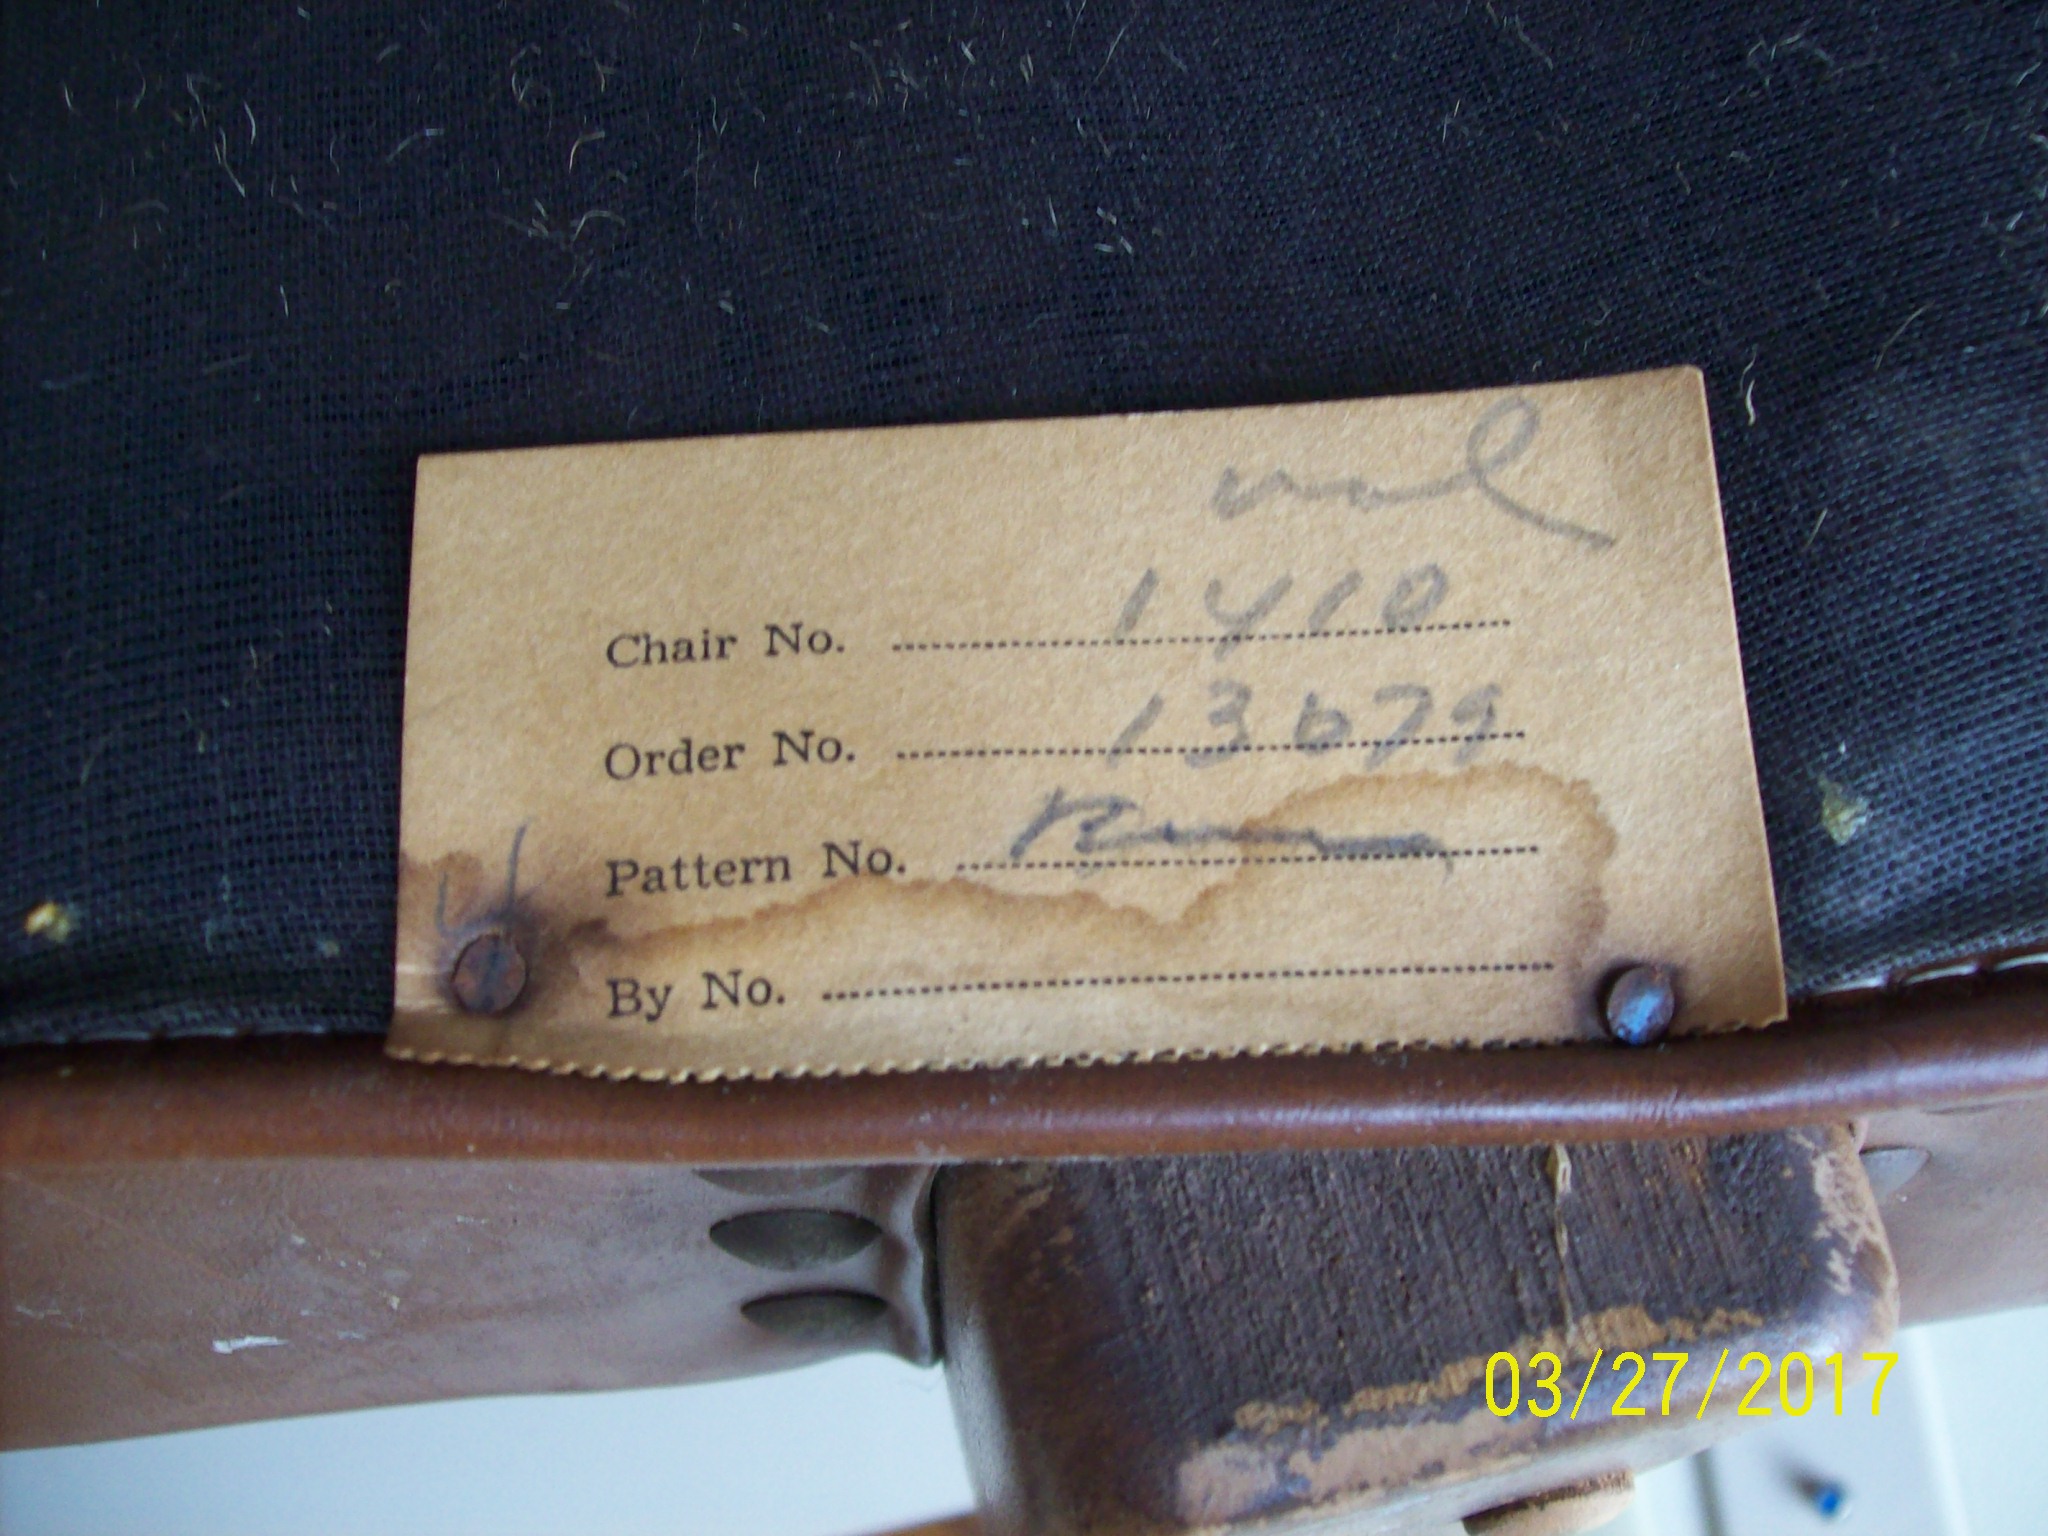 Chair No. 1410
Order No. 13679
Pattern No.
By No.
03/27/2017